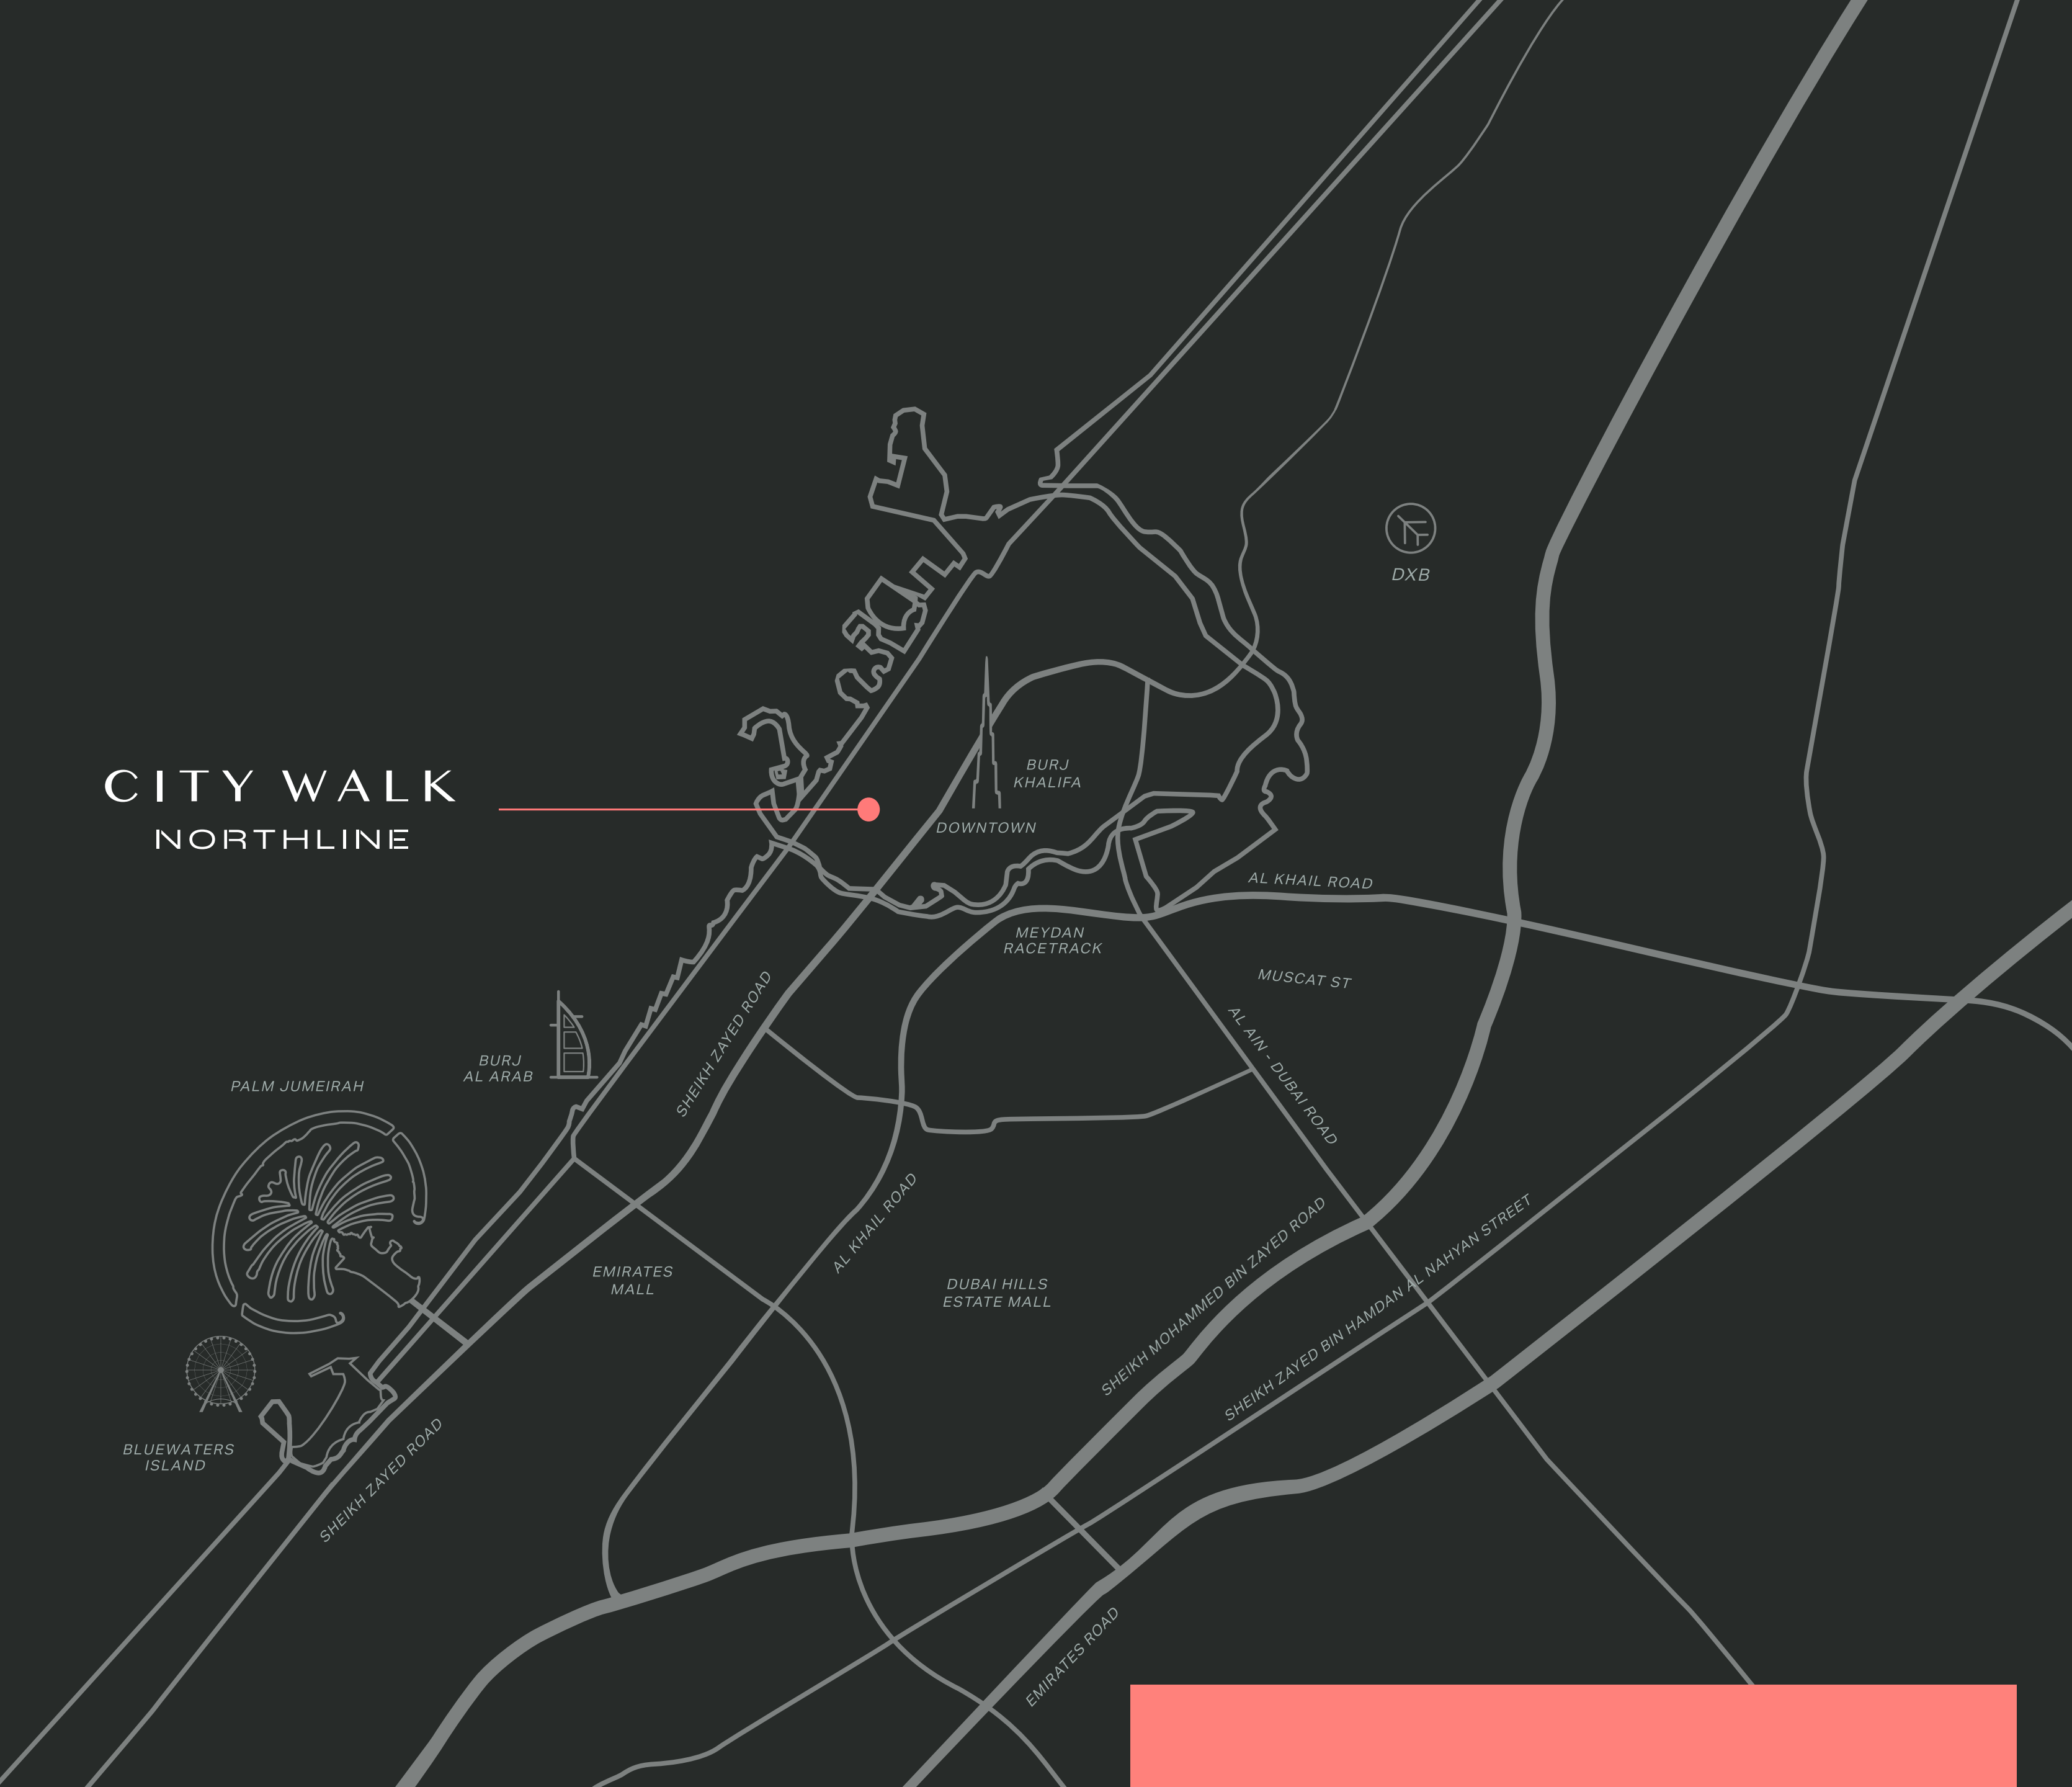 DXB
BURJ
KHALIFA
CITY WALK
NORTHLINE
DOWNTOWN
AL KHAIL ROAD
MEYDAN
RACETRACK
MUSCAT ST
SHEIKH ZAYED ROAD
AL AIN - DUBAI ROAD
BURJ
AL ARAB
PALM JUMEIRAH
AL KHAIL ROAD
EMIRATES
MALL
DUBAI HILLS
ESTATE MALL
SHEIKH MOHAMMED BIN ZAYED ROAD
SHEIKH ZAYED BIN HAMDAN AL NAHYAN STREET
BLUEWATERS
ISLAND
SHEIKH ZAYED ROAD
EMIRATES ROAD